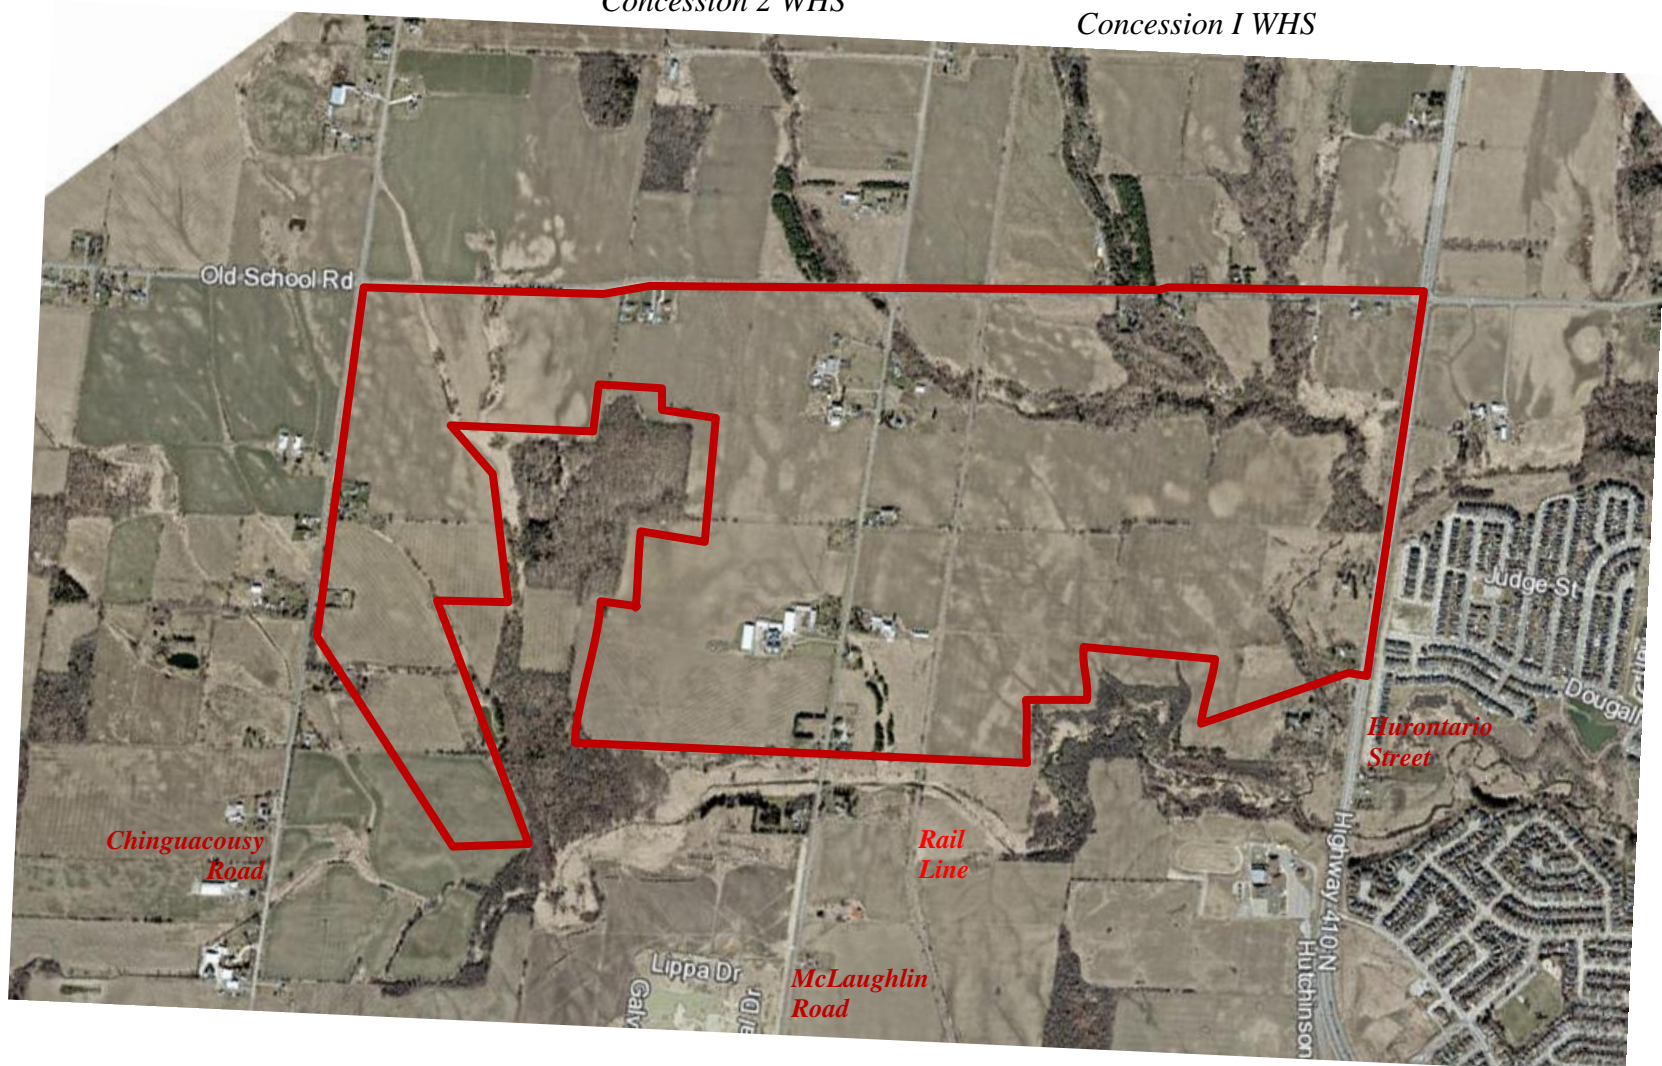 Concession 2 WHS
Concession I WHS
Old School Rd
Judge St
Dougall
Hurontario
Street
Chinguacousy
Road
Rail
Line
Highway 410 N
Hutchinson
Lippa Dr
McLaughlin
Road